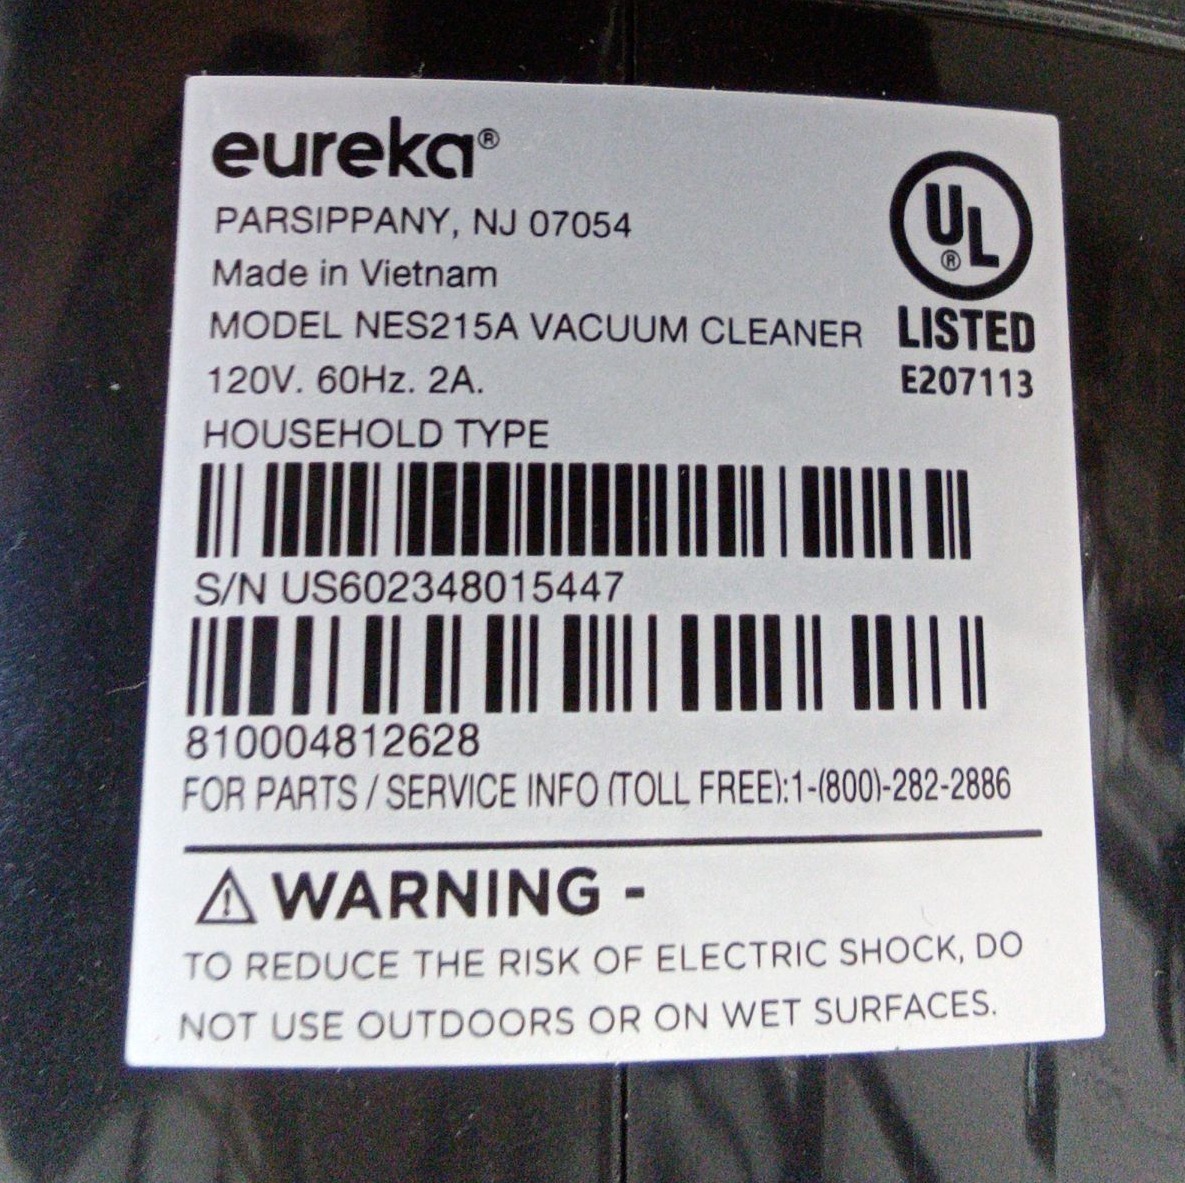 eureka®
PARSIPPANY, NJ 07054
Made in Vietnam
MODEL NES215A VACUUM CLEANER
120V. 60Hz. 2A.
HOUSEHOLD TYPE
UL®
LISTED
E207113
S/N US602348015447
810004812628
FOR PARTS / SERVICE INFO (TOLL FREE):1-(800)-282-2886
⚠ WARNING -
TO REDUCE THE RISK OF ELECTRIC SHOCK, DO
NOT USE OUTDOORS OR ON WET SURFACES.